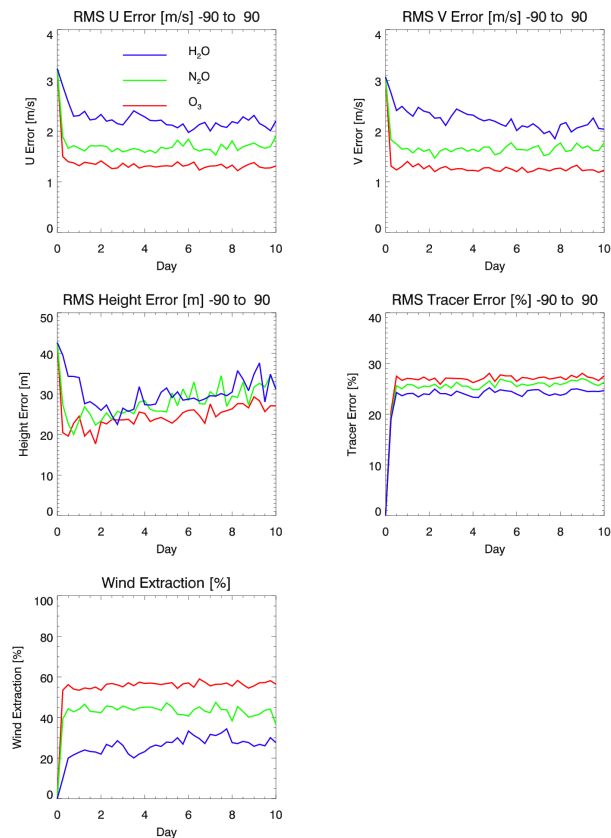 RMS U Error [m/s] -90 to 90
4
3
2
1
0
U Error [m/s]
H₂O
N₂O
O₃
0 2 4 6 8 10
Day
RMS V Error [m/s] -90 to 90
4
3
2
1
0
V Error [m/s]
0 2 4 6 8 10
Day
RMS Height Error [m] -90 to 90
50
40
30
20
10
0
Height Error [m]
0 2 4 6 8 10
Day
RMS Tracer Error [%] -90 to 90
40
30
20
10
0
Tracer Error [%]
0 2 4 6 8 10
Day
Wind Extraction [%]
100
80
60
40
20
0
Wind Extraction [%]
0 2 4 6 8 10
Day